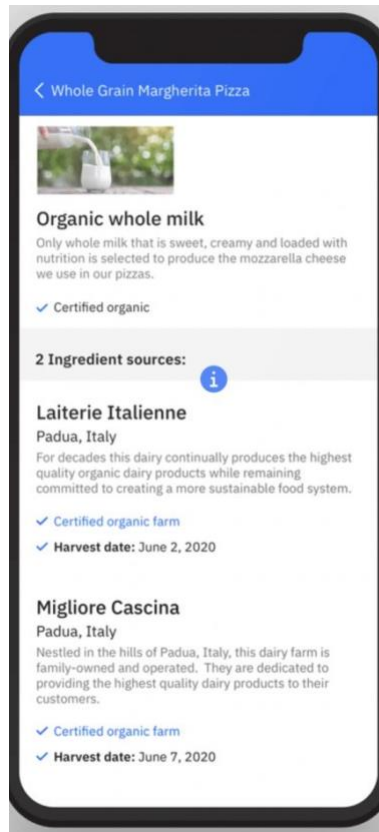 Whole Grain Margherita Pizza
Organic whole milk
Only whole milk that is sweet, creamy and loaded with
nutrition is selected to produce the mozzarella cheese
we use in our pizzas.
Certified organic
2 Ingredient sources:
i
Laiterie Italienne
Padua, Italy
For decades this dairy continually produces the highest
quality organic dairy products while remaining
committed to creating a more sustainable food system.
Certified organic farm
Harvest date: June 2, 2020
Migliore Cascina
Padua, Italy
Nestled in the hills of Padua, Italy, this dairy farm is
family-owned and operated.  They are dedicated to
providing the highest quality dairy products to their
customers.
Certified organic farm
Harvest date: June 7, 2020